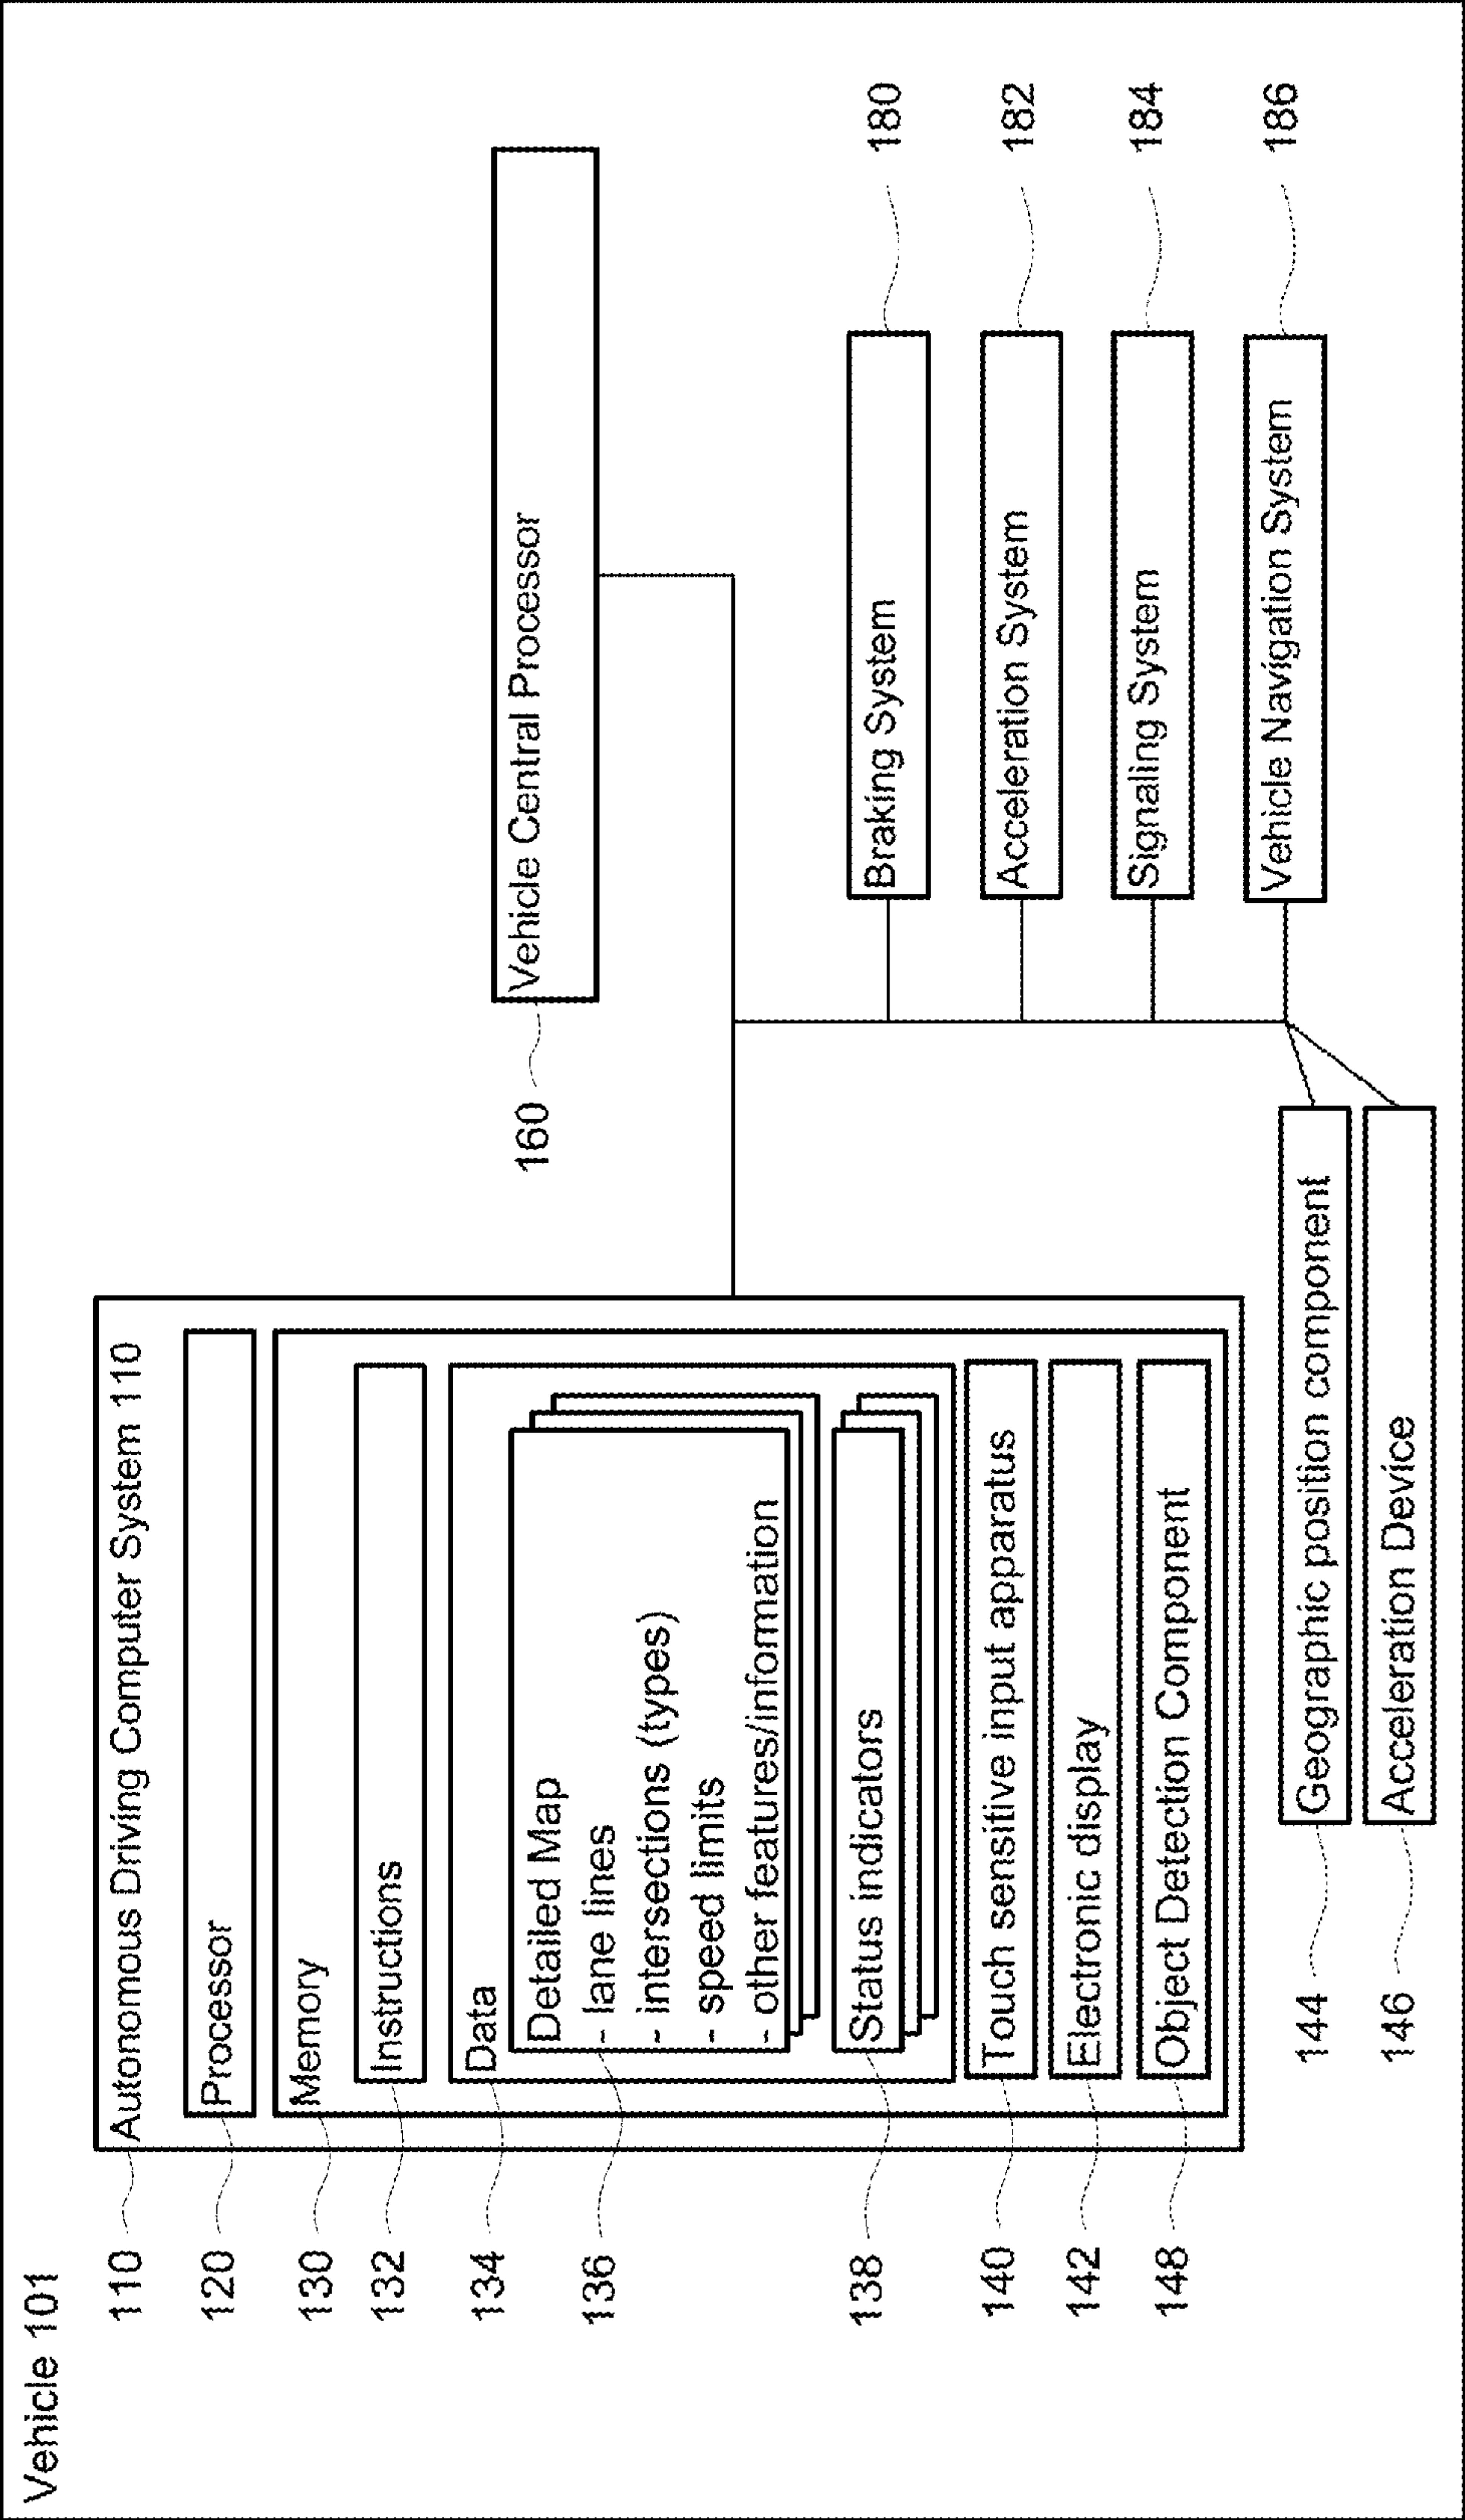 Vehicle 101
110
Autonomous Driving Computer System 110
120
Processor
130
Memory
132
Instructions
134
Data
136
Detailed Map
- lane lines
- intersections (types)
- speed limits
- other features/information
138
Status indicators
140
Touch sensitive input apparatus
142
Electronic display
148
Object Detection Component
144
Geographic position component
146
Acceleration Device
160
Vehicle Central Processor
Braking System
180
Acceleration System
182
Signaling System
184
Vehicle Navigation System
186